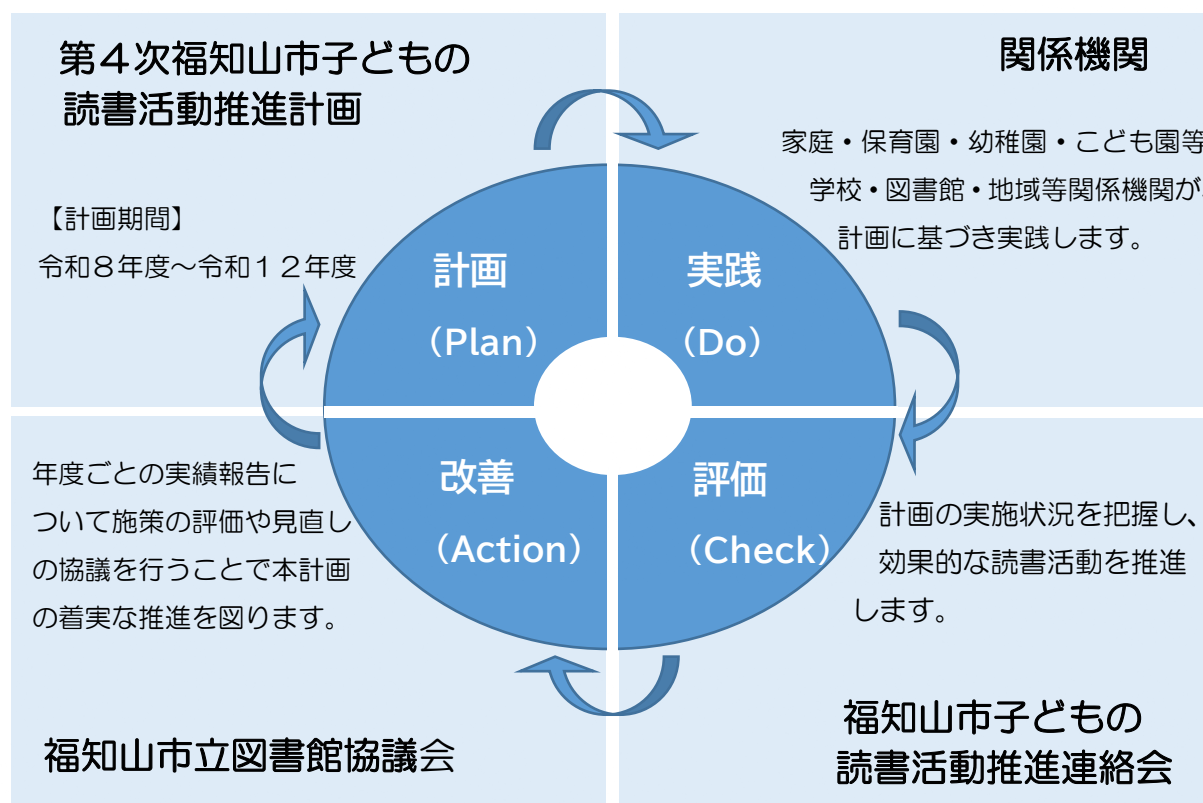 第４次福知山市子どもの
読書活動推進計画
【計画期間】
令和８年度～令和１２年度
計画
（Plan）
関係機関
家庭・保育園・幼稚園・こども園等
学校・図書館・地域等関係機関が
計画に基づき実践します。
実践
（Do）
改善
（Action）
年度ごとの実績報告に
ついて施策の評価や見直し
の協議を行うことで本計画
の着実な推進を図ります。
福知山市立図書館協議会
評価
（Check）
計画の実施状況を把握し、
効果的な読書活動を推進
します。
福知山市子どもの
読書活動推進連絡会